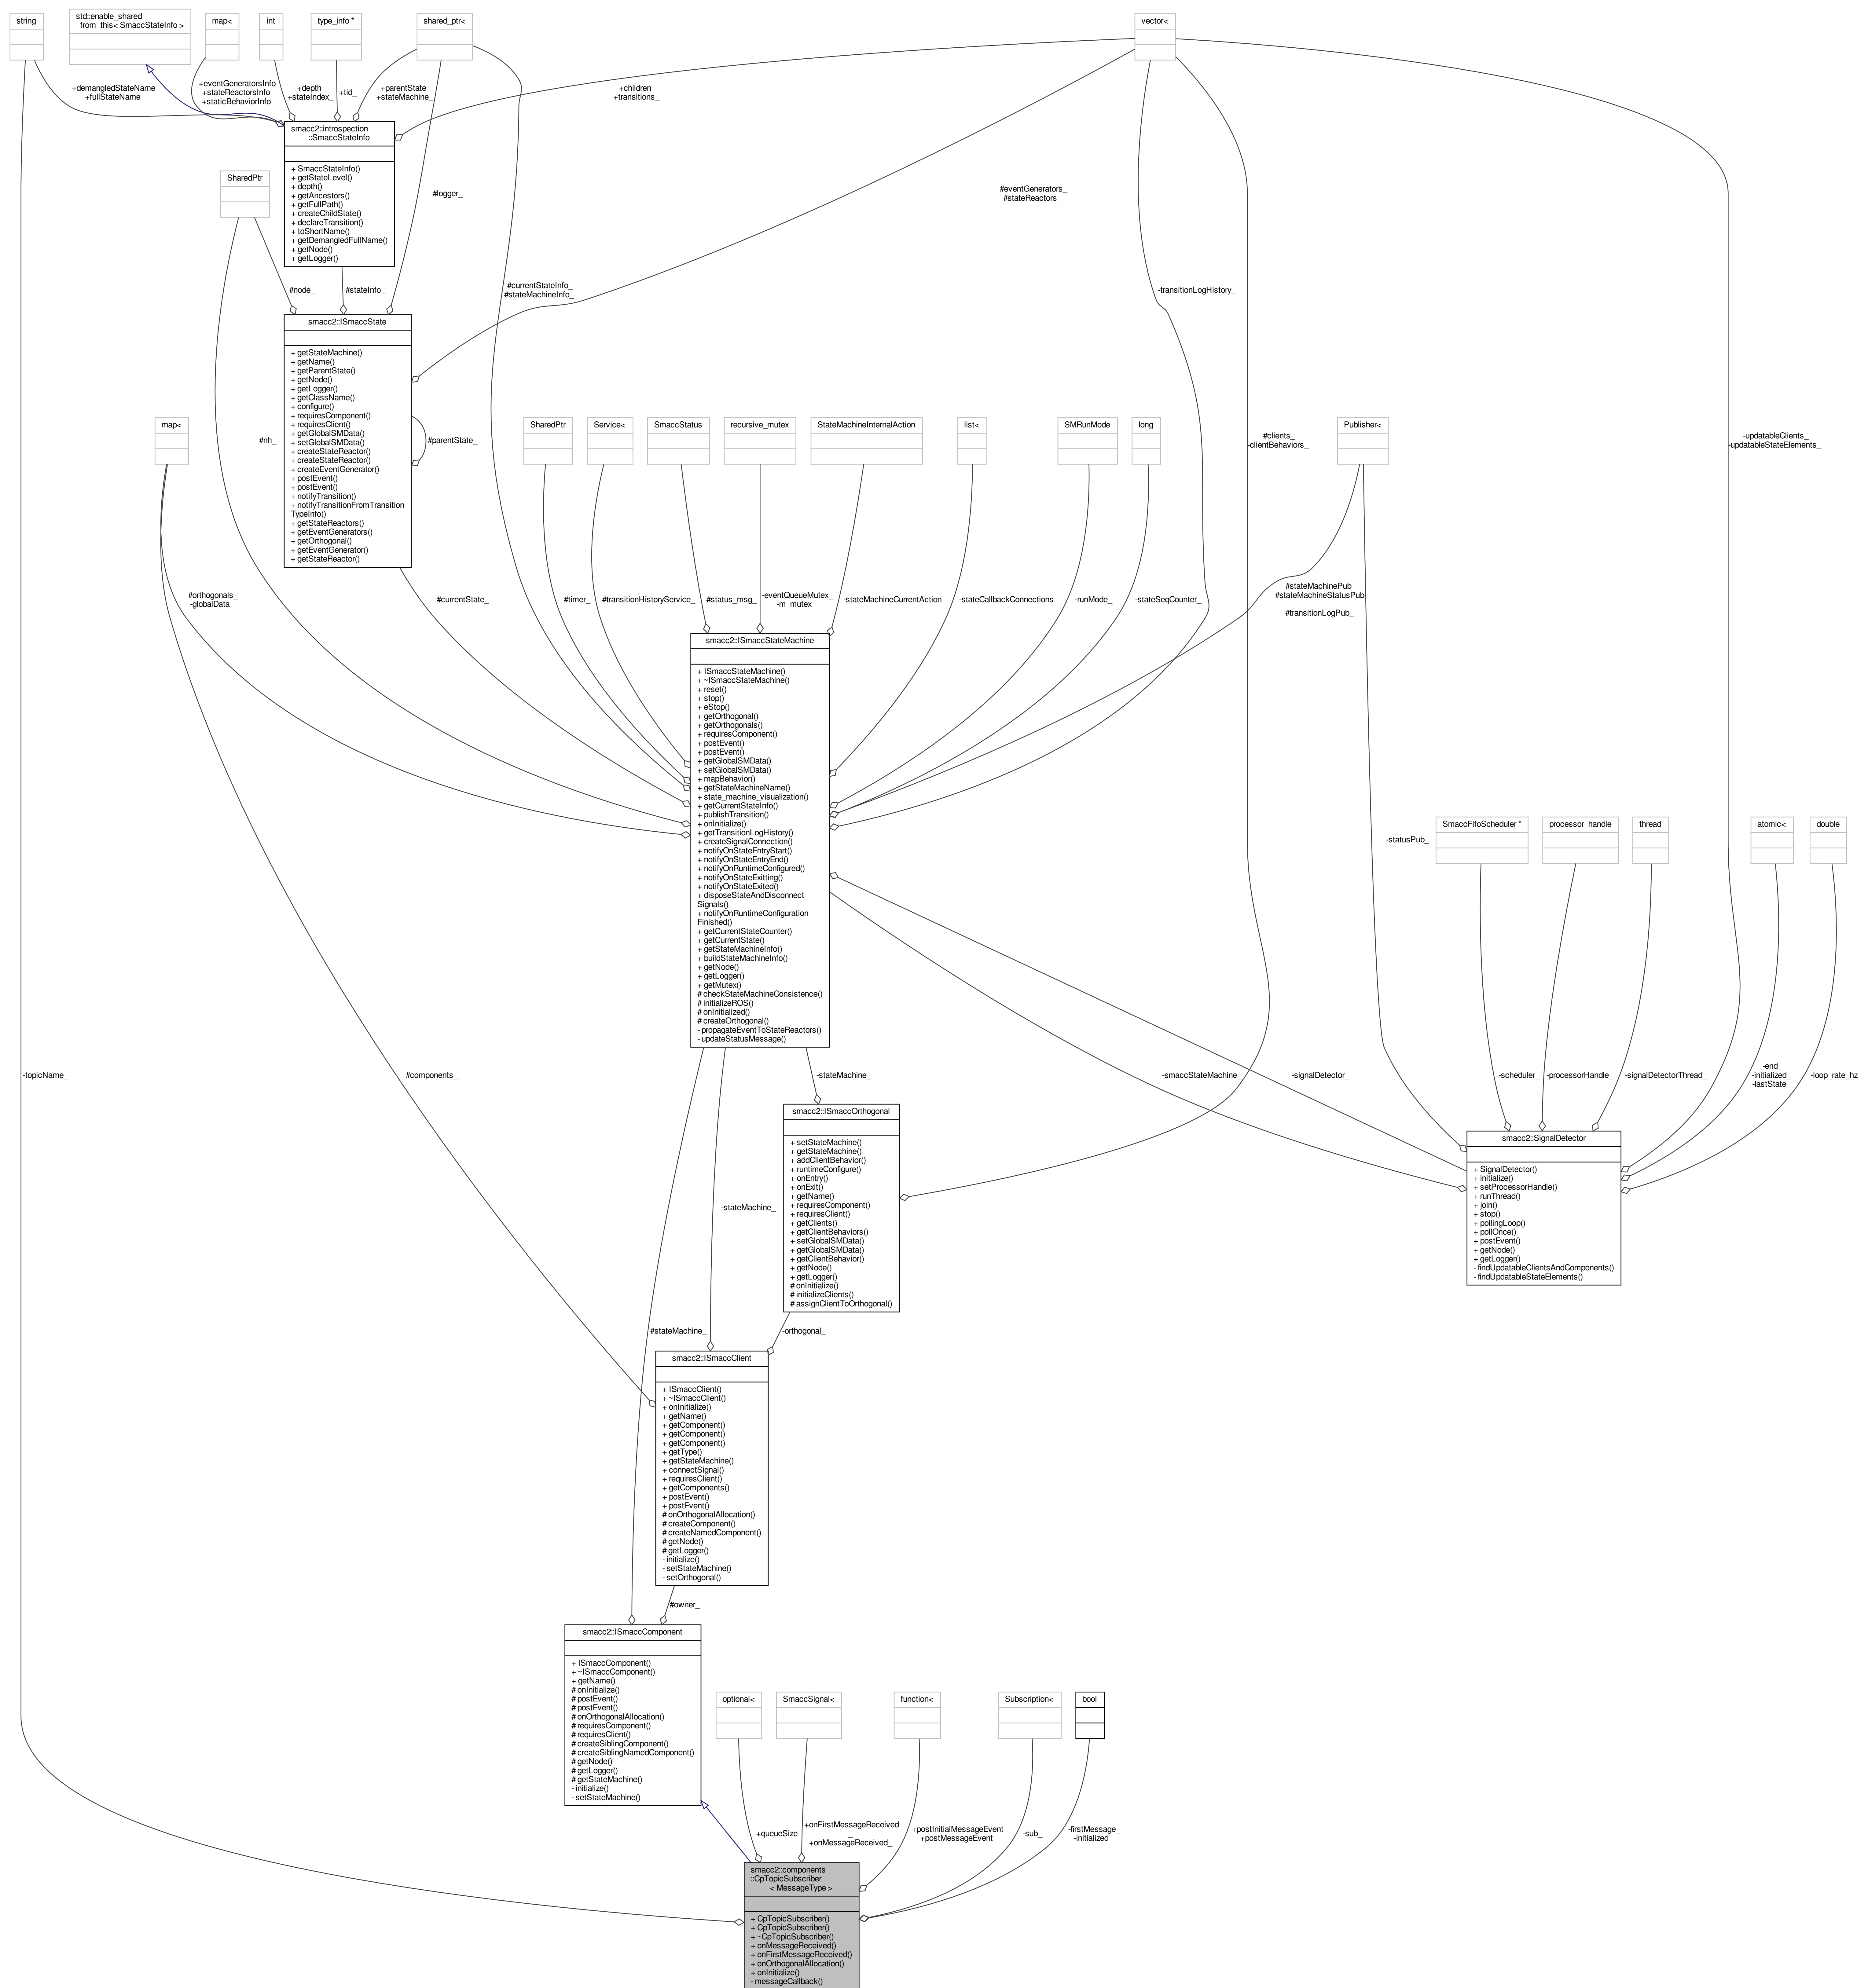 string
std::enable_shared
_from_this< SmaccStateInfo >
map<
int
type_info *
shared_ptr<
vector<
+demangledStateName
+fullStateName
+eventGeneratorsInfo
+stateReactorsInfo
+staticBehaviorInfo
+depth_
+stateIndex_
+tid_
+parentState_
+stateMachine_
+children_
+transitions_
smacc2::introspection
::SmaccStateInfo
+ SmaccStateInfo()
+ getStateLevel()
+ depth()
+ getAncestors()
+ getFullPath()
+ createChildState()
+ declareTransition()
+ toShortName()
+ getDemangledFullName()
+ getNode()
+ getLogger()
SharedPtr
#logger_
#eventGenerators_
#stateReactors_
#node_
#stateInfo_
#currentStateInfo_
#stateMachineInfo_
-transitionLogHistory_
smacc2::ISmaccState
+ getStateMachine()
+ getName()
+ getParentState()
+ getNode()
+ getLogger()
+ getClassName()
+ configure()
+ requiresComponent()
+ requiresClient()
+ getGlobalSMData()
+ setGlobalSMData()
+ createStateReactor()
+ createStateReactor()
+ createEventGenerator()
+ postEvent()
+ postEvent()
+ notifyTransition()
+ notifyTransitionFromTransition
TypeInfo()
+ getStateReactors()
+ getEventGenerators()
+ getOrthogonal()
+ getEventGenerator()
+ getStateReactor()
#parentState_
#nh_
map<
SharedPtr
Service<
SmaccStatus
recursive_mutex
StateMachineInternalAction
list<
SMRunMode
long
Publisher<
#clients_
-clientBehaviors_
-updatableClients_
-updatableStateElements_
#orthogonals_
-globalData_
#currentState_
#timer_
#transitionHistoryService_
#status_msg_
-eventQueueMutex_
-m_mutex_
-stateMachineCurrentAction
-stateCallbackConnections
-runMode_
-stateSeqCounter_
#stateMachinePub_
#stateMachineStatusPub
_
#transitionLogPub_
smacc2::ISmaccStateMachine
+ ISmaccStateMachine()
+ ~ISmaccStateMachine()
+ reset()
+ stop()
+ eStop()
+ getOrthogonal()
+ getOrthogonals()
+ requiresComponent()
+ postEvent()
+ postEvent()
+ getGlobalSMData()
+ setGlobalSMData()
+ mapBehavior()
+ getStateMachineName()
+ state_machine_visualization()
+ getCurrentStateInfo()
+ publishTransition()
+ onInitialize()
+ getTransitionLogHistory()
+ createSignalConnection()
+ notifyOnStateEntryStart()
+ notifyOnStateEntryEnd()
+ notifyOnRuntimeConfigured()
+ notifyOnStateExitting()
+ notifyOnStateExited()
+ disposeStateAndDisconnect
Signals()
+ notifyOnRuntimeConfiguration
Finished()
+ getCurrentStateCounter()
+ getCurrentState()
+ getStateMachineInfo()
+ buildStateMachineInfo()
+ getNode()
+ getLogger()
+ getMutex()
# checkStateMachineConsistence()
# initializeROS()
# onInitialized()
# createOrthogonal()
- propagateEventToStateReactors()
- updateStatusMessage()
-statusPub_
SmaccFifoScheduler *
processor_handle
thread
atomic<
double
-topicName_
#components_
-stateMachine_
-smaccStateMachine_
-signalDetector_
-scheduler_
-processorHandle_
-signalDetectorThread_
-end_
-initialized_
-lastState_
-loop_rate_hz
smacc2::ISmaccOrthogonal
+ setStateMachine()
+ getStateMachine()
+ addClientBehavior()
+ runtimeConfigure()
+ onEntry()
+ onExit()
+ getName()
+ requiresComponent()
+ requiresClient()
+ getClients()
+ getClientBehaviors()
+ setGlobalSMData()
+ getGlobalSMData()
+ getClientBehavior()
+ getNode()
+ getLogger()
# onInitialize()
# initializeClients()
# assignClientToOrthogonal()
smacc2::SignalDetector
+ SignalDetector()
+ initialize()
+ setProcessorHandle()
+ runThread()
+ join()
+ stop()
+ pollingLoop()
+ pollOnce()
+ postEvent()
+ getNode()
+ getLogger()
- findUpdatableClientsAndComponents()
- findUpdatableStateElements()
-stateMachine_
#stateMachine_
-orthogonal_
smacc2::ISmaccClient
+ ISmaccClient()
+ ~ISmaccClient()
+ onInitialize()
+ getName()
+ getComponent()
+ getComponent()
+ getComponent()
+ getType()
+ getStateMachine()
+ connectSignal()
+ requiresClient()
+ getComponents()
+ postEvent()
+ postEvent()
# onOrthogonalAllocation()
# createComponent()
# createNamedComponent()
# getNode()
# getLogger()
- initialize()
- setStateMachine()
- setOrthogonal()
#owner_
smacc2::ISmaccComponent
+ ISmaccComponent()
+ ~ISmaccComponent()
+ getName()
# onInitialize()
# postEvent()
# postEvent()
# onOrthogonalAllocation()
# requiresComponent()
# requiresClient()
# createSiblingComponent()
# createSiblingNamedComponent()
# getNode()
# getLogger()
# getStateMachine()
- initialize()
- setStateMachine()
optional<
SmaccSignal<
function<
Subscription<
bool
+queueSize
+onFirstMessageReceived
_
+onMessageReceived_
+postInitialMessageEvent
+postMessageEvent
-sub_
-firstMessage_
-initialized_
smacc2::components
::CpTopicSubscriber
< MessageType >
+ CpTopicSubscriber()
+ CpTopicSubscriber()
+ ~CpTopicSubscriber()
+ onMessageReceived()
+ onFirstMessageReceived()
+ onOrthogonalAllocation()
+ onInitialize()
- messageCallback()